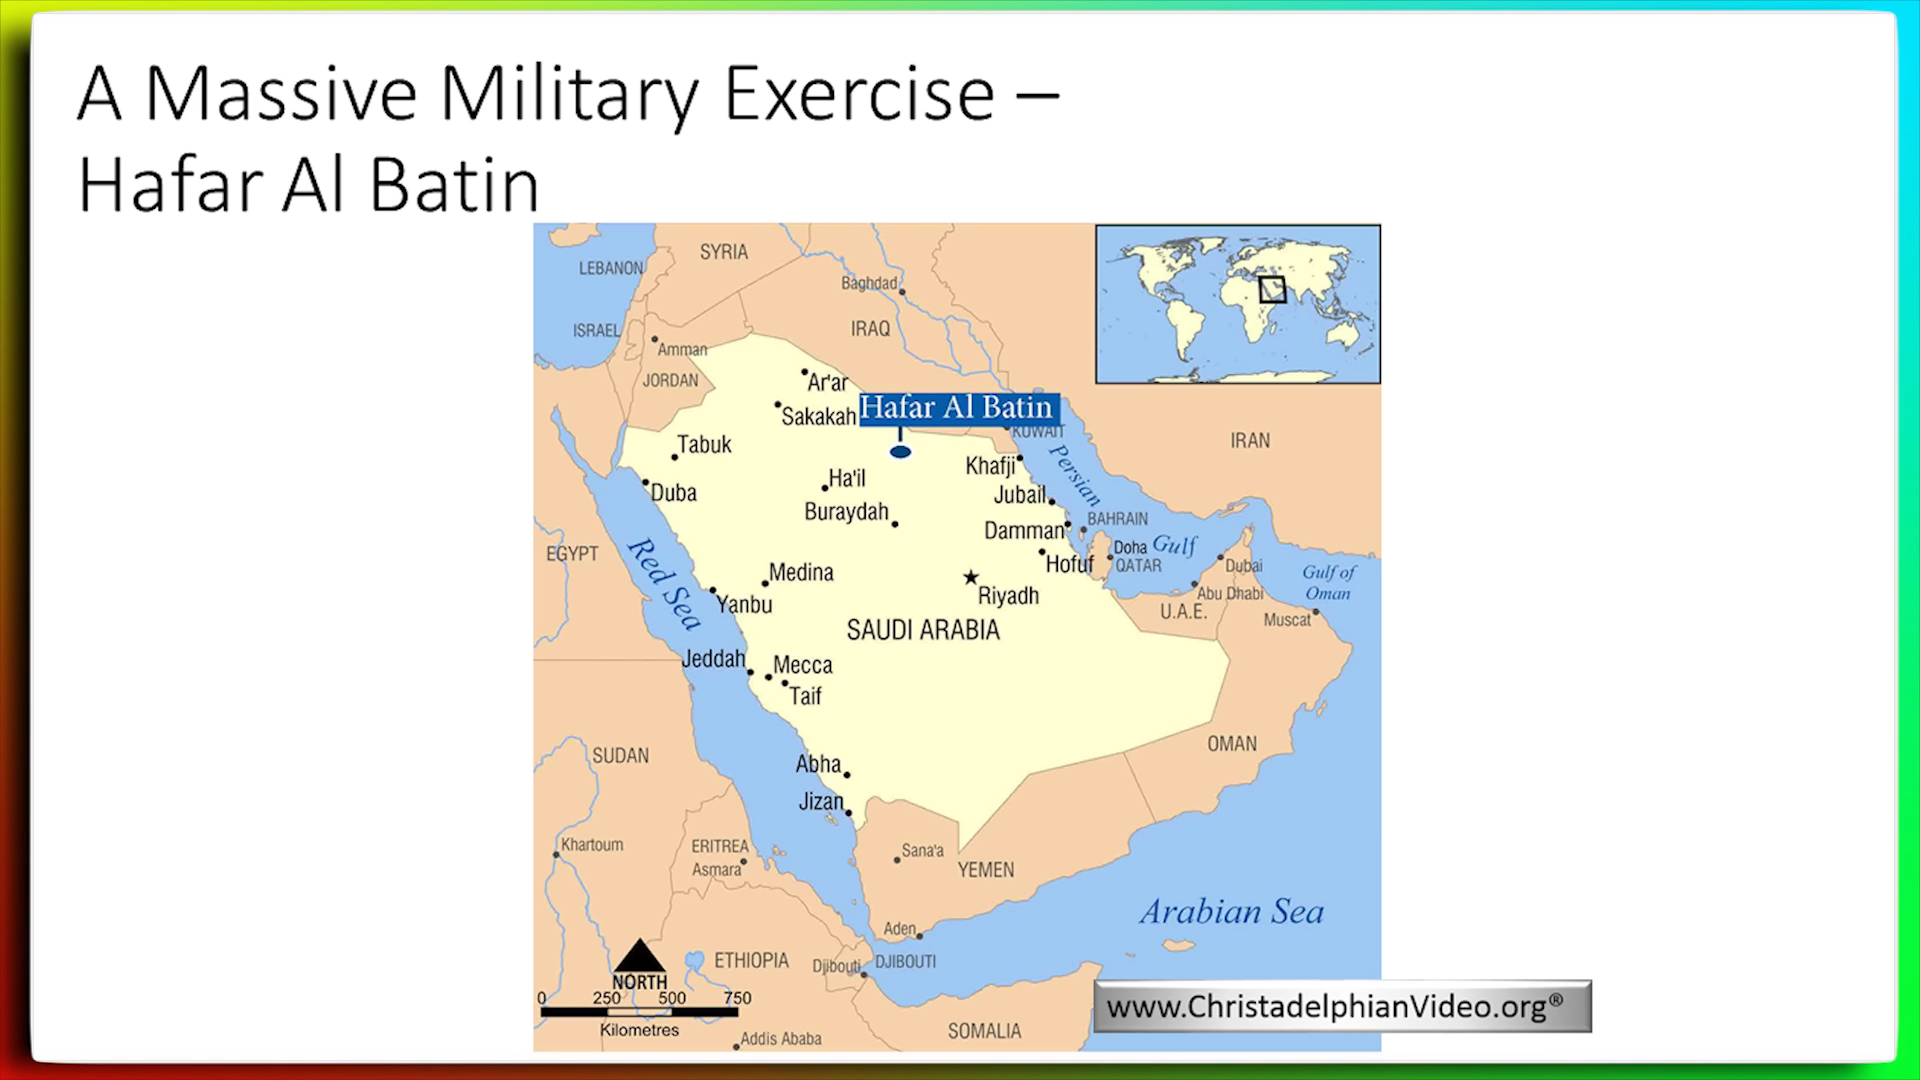 A Massive Military Exercise –
Hafar Al Batin
SYRIA
LEBANON
Baghdad
IRAQ
ISRAEL
Amman
JORDAN
Ar'ar
Sakakah
Hafar Al Batin
KUWAIT
IRAN
Tabuk
Persian
Khafji
Ha'il
Duba
Jubail
Buraydah
BAHRAIN
Damman
Doha
Gulf
EGYPT
Red Sea
Hofuf
QATAR
Dubai
Gulf of
Oman
Medina
Riyadh
Abu Dhabi
Yanbu
U.A.E.
Muscat
SAUDI ARABIA
Jeddah
Mecca
Taif
OMAN
SUDAN
Abha
Jizan
Khartoum
ERITREA
Asmara
Sana'a
YEMEN
Arabian Sea
Aden
ETHIOPIA
Djibouti
DJIBOUTI
NORTH
0 250 500 750
Kilometres
www.ChristadelphianVideo.org®
SOMALIA
Addis Ababa